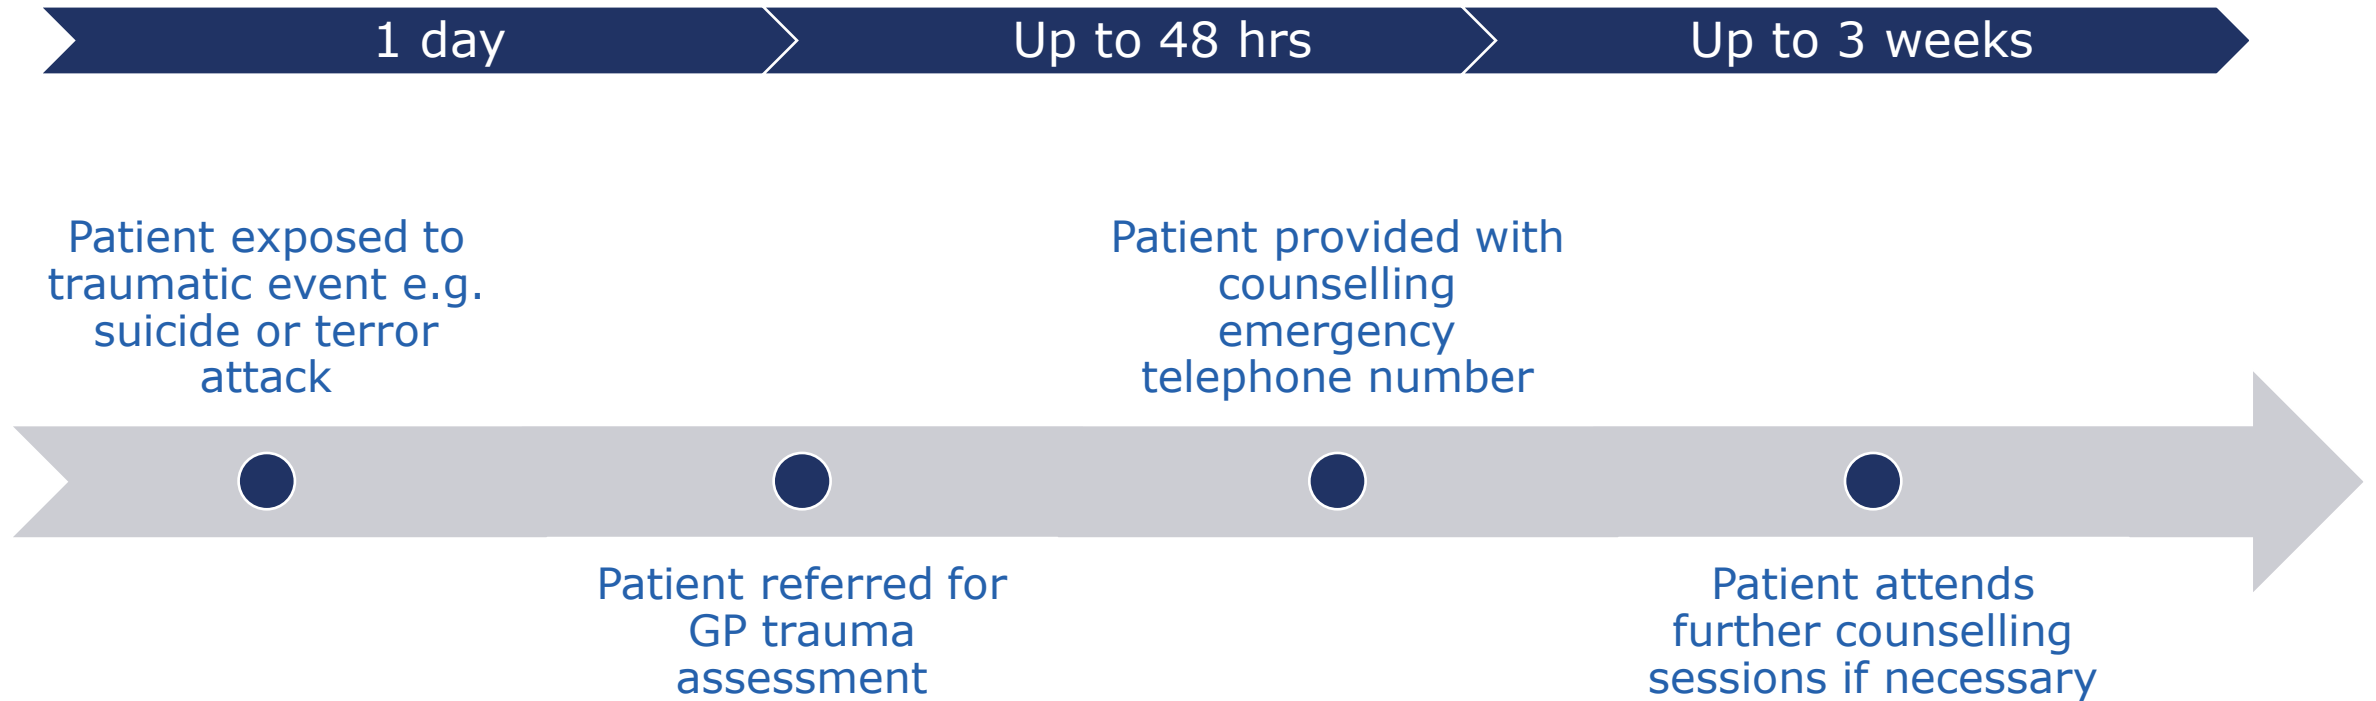 1 day
Up to 48 hrs
Up to 3 weeks
Patient exposed to
traumatic event e.g.
suicide or terror
attack
Patient referred for
GP trauma
assessment
Patient provided with
counselling
emergency
telephone number
Patient attends
further counselling
sessions if necessary